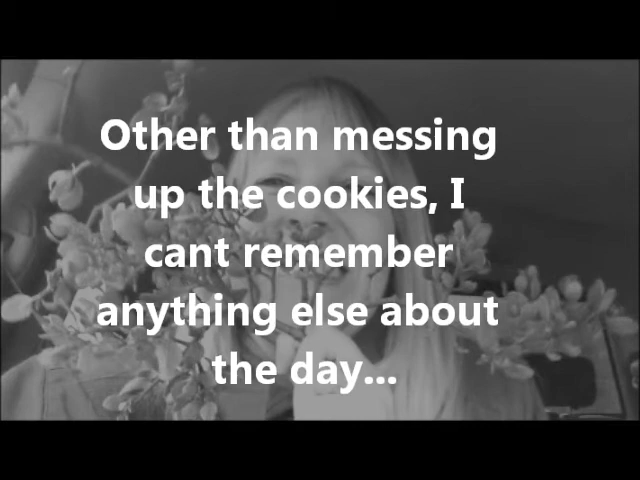 Other than messing
up the cookies, I
cant remember
anything else about
the day...